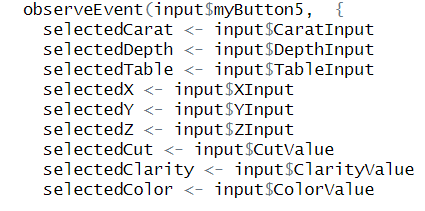 observeEvent(input$myButton5,  {
  selectedCarat <- input$CaratInput
  selectedDepth <- input$DepthInput
  selectedTable <- input$TableInput
  selectedX <- input$XInput
  selectedY <- input$YInput
  selectedZ <- input$ZInput
  selectedCut <- input$CutValue
  selectedClarity <- input$ClarityValue
  selectedColor <- input$ColorValue